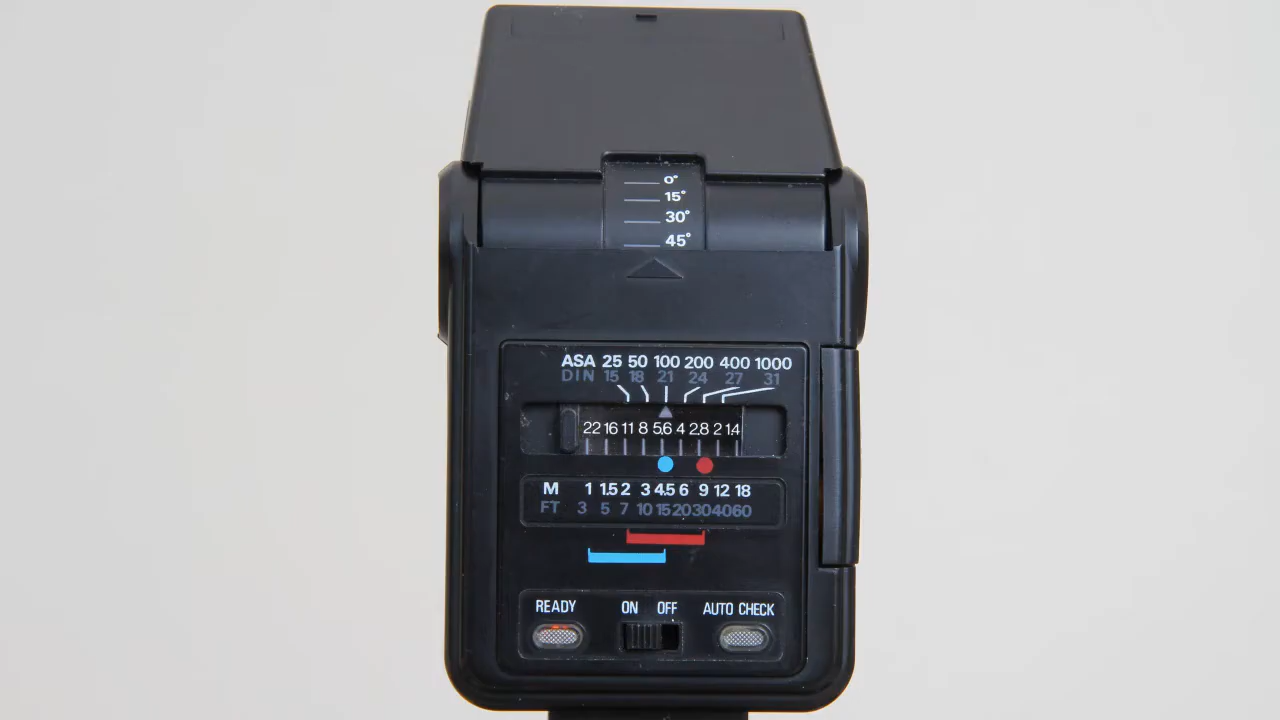 0°
15°
30°
45°
ASA 25 50 100 200 400 1000
DIN 15 18 21 24 27 31
22 16 11 8 5.6 4 2.8 2 1.4
M 1 1.5 2 3 4.5 6 9 12 18
FT 3 5 7 10 15 20 30 40 60
READY ON OFF AUTO CHECK